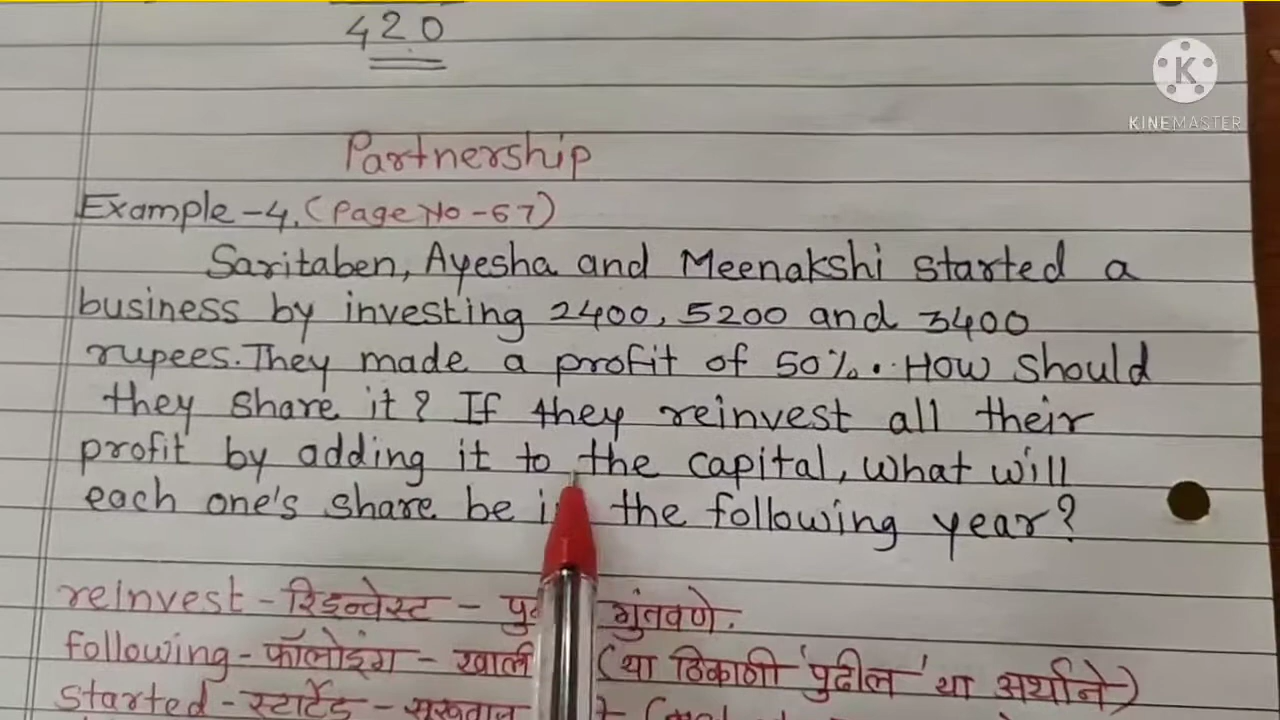 420
K
KINEMASTER
Partnership
Example-4. (Page No-67)
Saritaben, Ayesha and Meenakshi started a
business by investing 2400, 5200 and 3400
rupees. They made a profit of 50%. How should
they share it? If they reinvest all their
profit by adding it to the capital, what will
each one's share be in the following year?
reinvest - रिइन्वेस्ट - गुंतवणे.
following - फॉलोइंग - खाली (या ठिकाणी 'पुढील' या अर्थाने)
started - स्टार्टेड - सुरूवात